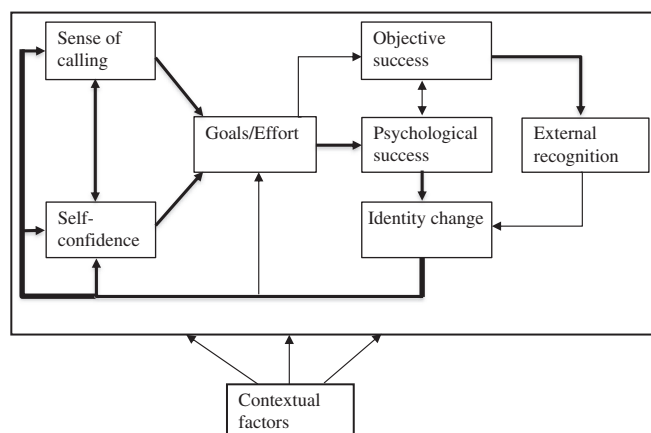 Sense of
calling
Objective
success
Goals/Effort
Psychological
success
External
recognition
Self-
confidence
Identity change
Contextual
factors